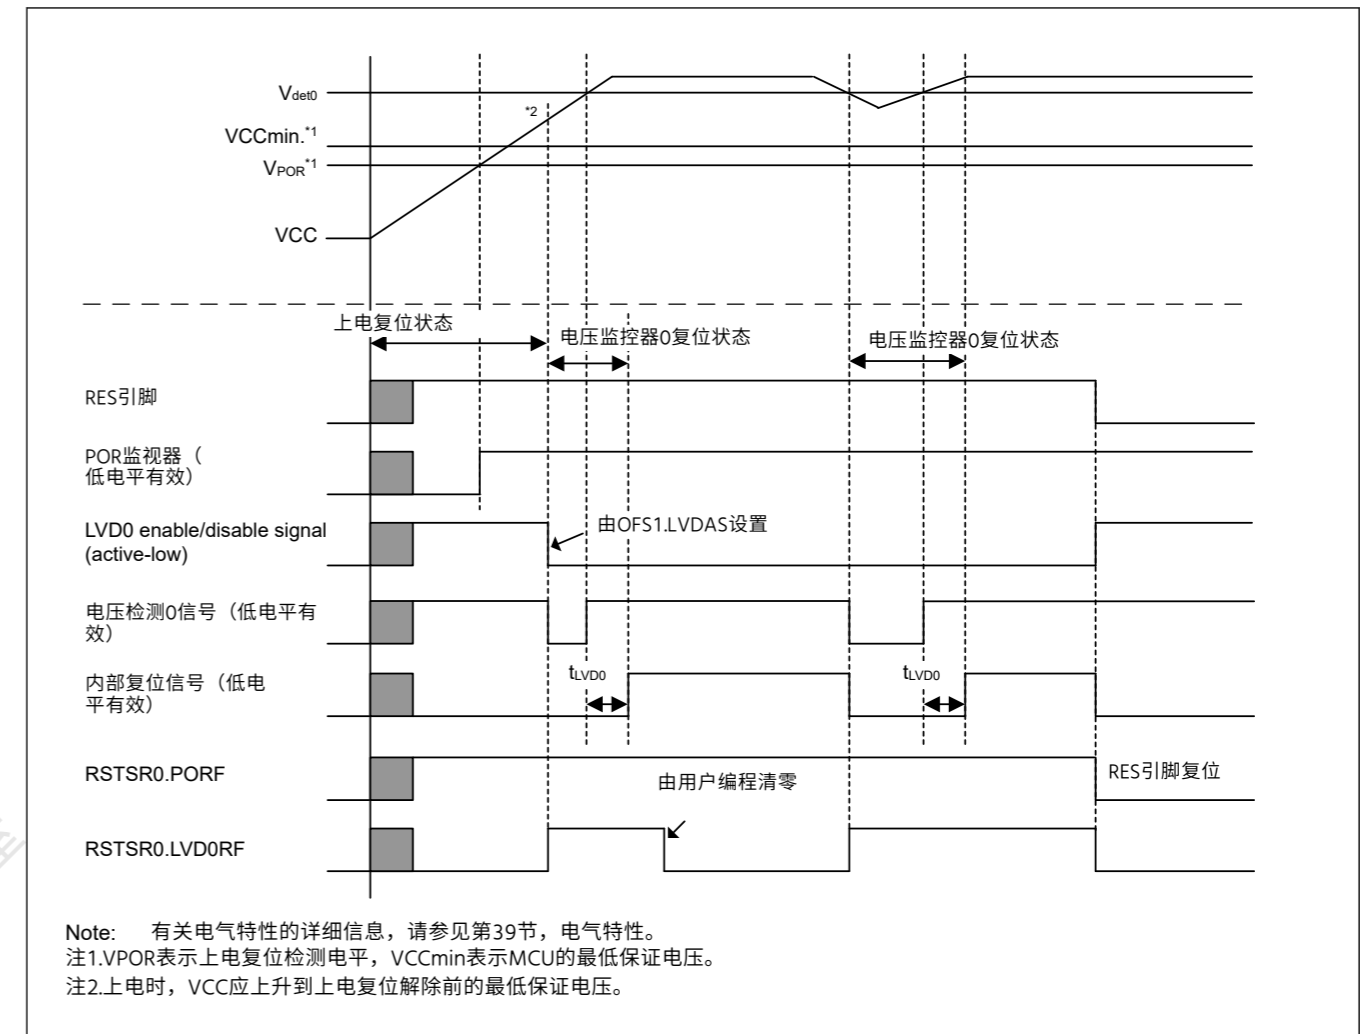 Vdet0
*2
VCCmin.*1
VPOR*1
VCC
上电复位状态
电压监控器0复位状态
电压监控器0复位状态
RES引脚
POR监视器（
低电平有效）
LVD0 enable/disable signal
(active-low)
由OFS1.LVDAS设置
电压检测0信号（低电平有
效）
内部复位信号（低电
平有效）
tLVD0
tLVD0
RSTSR0.PORF
由用户编程清零
RES引脚复位
RSTSR0.LVD0RF
Note: 有关电气特性的详细信息，请参见第39节，电气特性。
注1.VPOR表示上电复位检测电平，VCCmin表示MCU的最低保证电压。
注2.上电时，VCC应上升到上电复位解除前的最低保证电压。